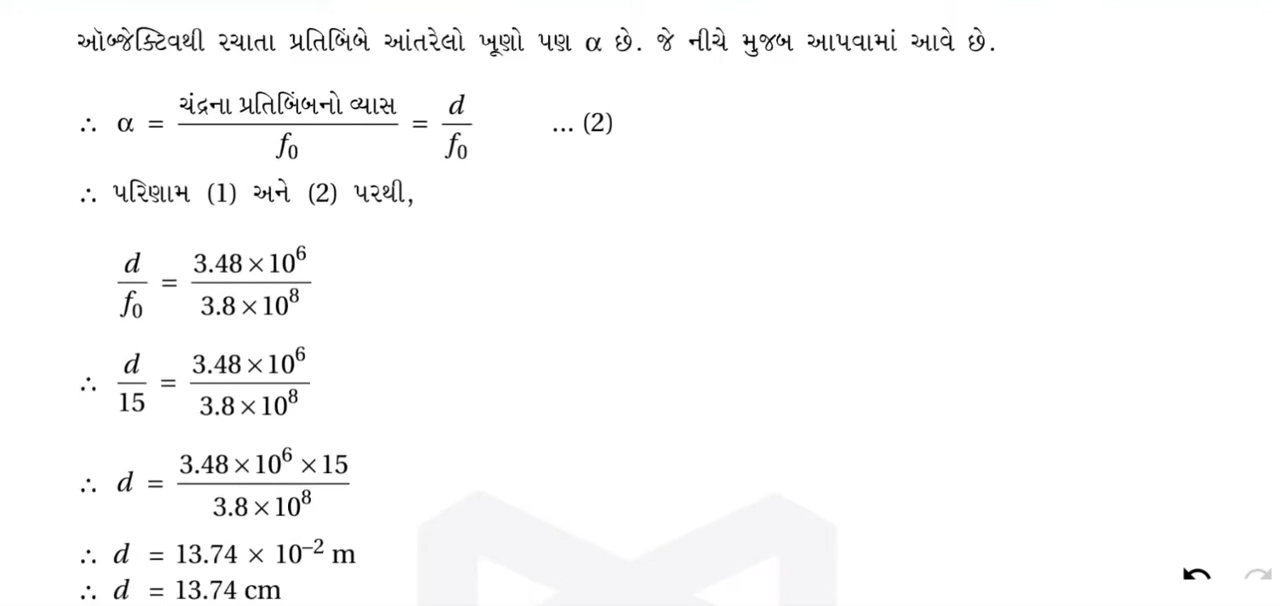 ઑબ્જેક્ટિવથી રચાતા પ્રતિબિંબે આંતરેલો ખૂણો પણ α છે. જે નીચે મુજબ આપવામાં આવે છે.
∴ α = ચંદ્રના પ્રતિબિંબનો વ્યાસ / f₀ = d / f₀ ... (2)
∴ પરિણામ (1) અને (2) પરથી,
d / f₀ = 3.48 × 10⁶ / 3.8 × 10⁸
∴ d / 15 = 3.48 × 10⁶ / 3.8 × 10⁸
∴ d = 3.48 × 10⁶ × 15 / 3.8 × 10⁸
∴ d = 13.74 × 10⁻² m
∴ d = 13.74 cm